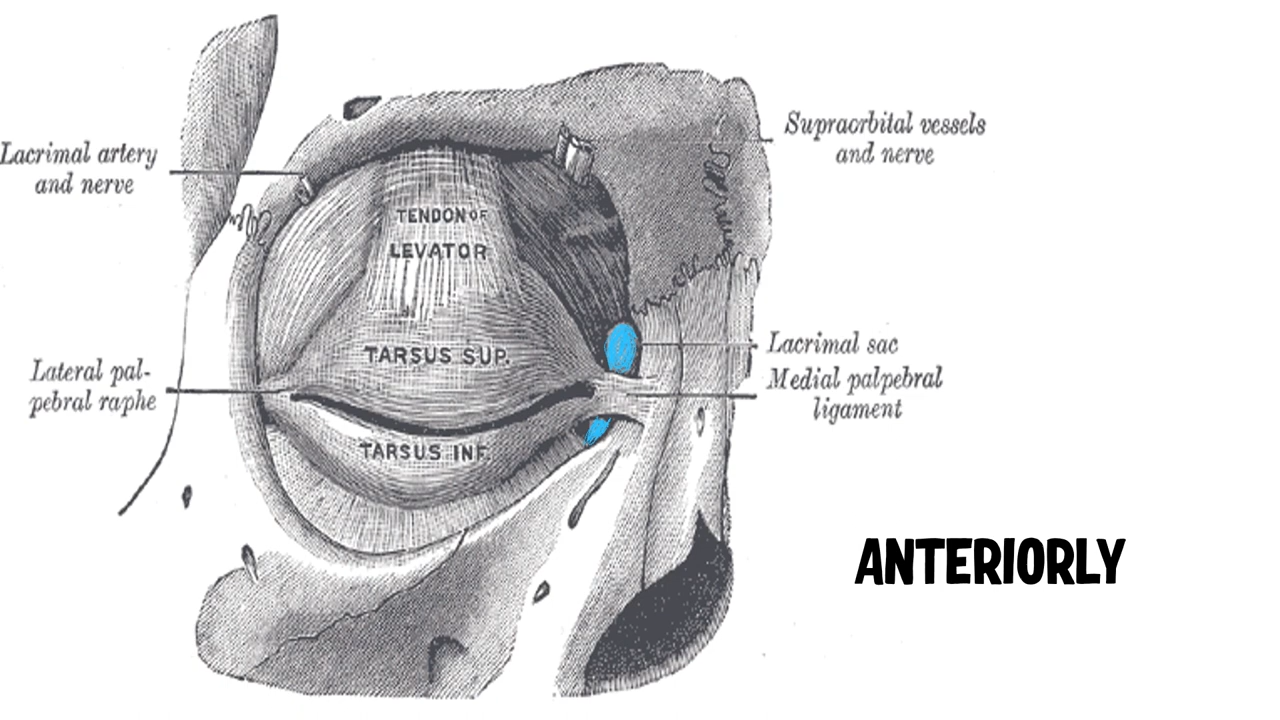 Supraorbital vessels
and nerve
Lacrimal artery
and nerve
TENDON OF
LEVATOR
TARSUS SUP.
Lacrimal sac
Medial palpebral
ligament
Lateral pal-
pebral raphe
TARSUS INF.
ANTERIORLY